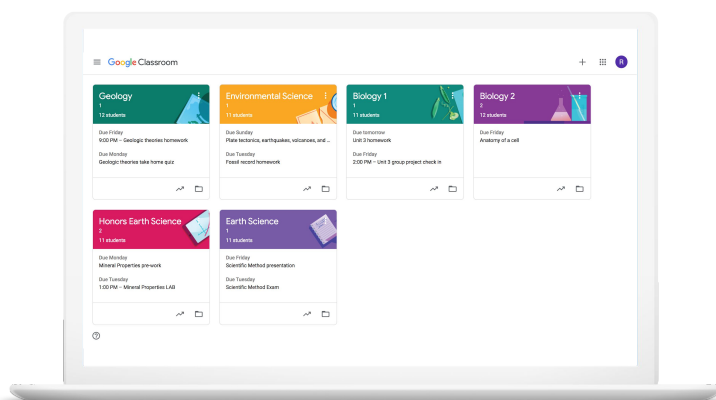 Google Classroom
R
Geology
1
12 students
Due Friday
9:00 PM – Geologic theories homework
Due Monday
Geologic theories take home quiz
Environmental Science
1
11 students
Due Sunday
Plate tectonics, earthquakes, volcanoes, and ...
Due Tuesday
Fossil record homework
Biology 1
1
11 students
Due tomorrow
Unit 3 homework
Due Friday
2:00 PM – Unit 3 group project check in
Biology 2
2
12 students
Due Friday
Anatomy of a cell
Honors Earth Science
2
11 students
Due Monday
Mineral Properties pre-work
Due Tuesday
1:00 PM – Mineral Properties LAB
Earth Science
1
11 students
Due Friday
Scientific Method presentation
Due Tuesday
Scientific Method Exam